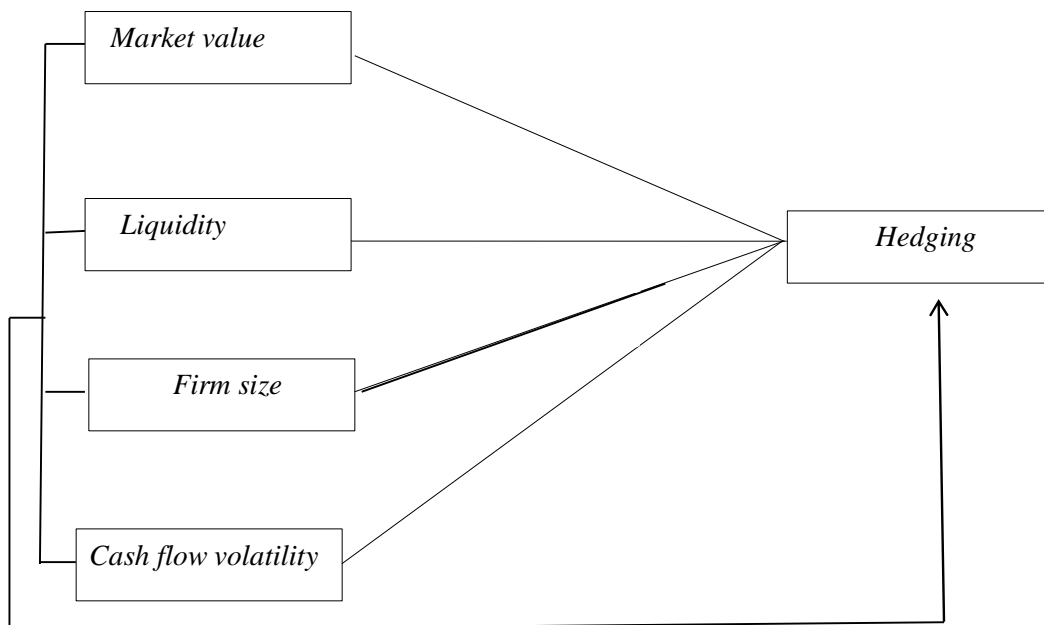 Market value
Liquidity
Hedging
Firm size
Cash flow volatility